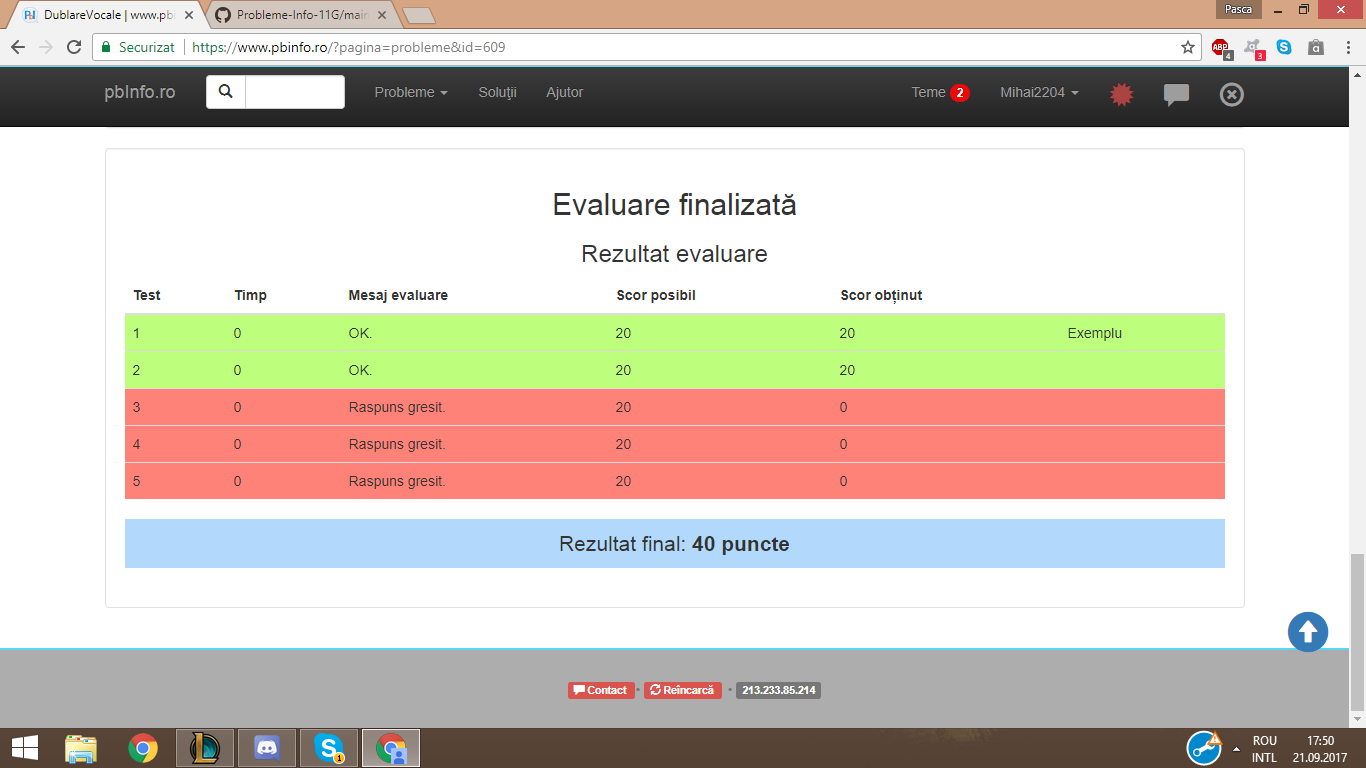 DublareVocale | www.pb
Probleme-Info-11G/main
Pasca
Securizat https://www.pbinfo.ro/?pagina=probleme&id=609
ABP 4 3
pbInfo.ro Probleme Soluţii Ajutor Teme 2 Mihai2204
Evaluare finalizată
Rezultat evaluare
Test Timp Mesaj evaluare Scor posibil Scor obținut
1 0 OK. 20 20 Exemplu
2 0 OK. 20 20
3 0 Raspuns gresit. 20 0
4 0 Raspuns gresit. 20 0
5 0 Raspuns gresit. 20 0
Rezultat final: 40 puncte
Contact • Reîncarcă • 213.233.85.214
1
ROU 17:50
INTL 21.09.2017